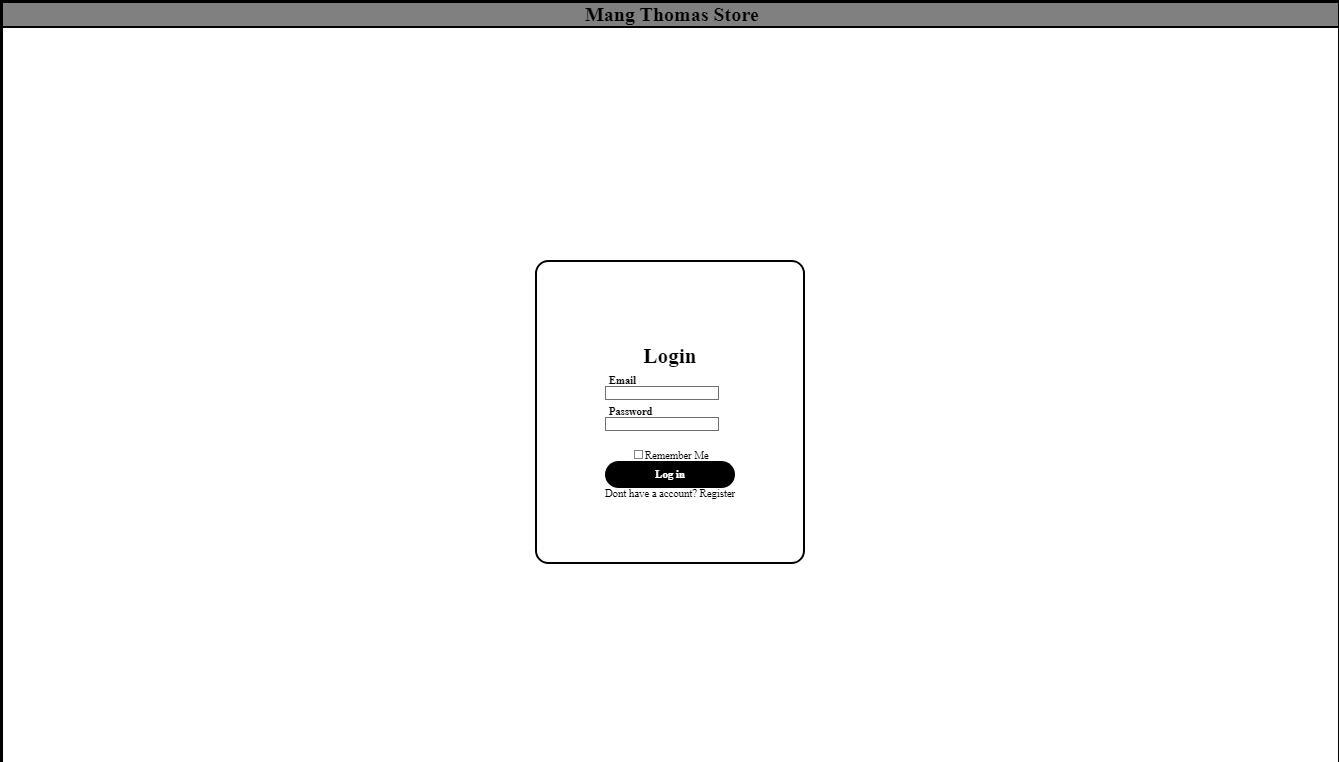 Mang Thomas Store
Login
Email
Password
Remember Me
Log in
Dont have a account? Register